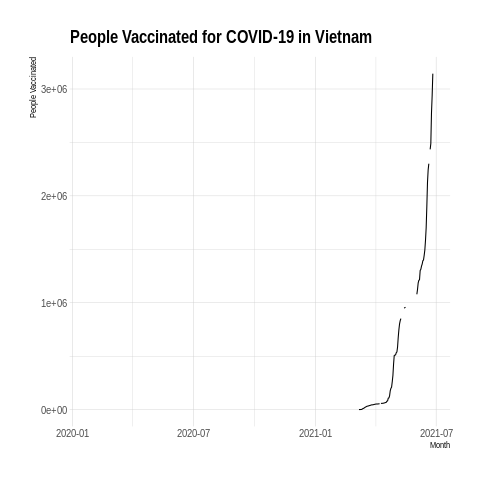 People Vaccinated for COVID-19 in Vietnam
People Vaccinated
3e+06
2e+06
1e+06
0e+00
2020-01
2020-07
2021-01
2021-07
Month